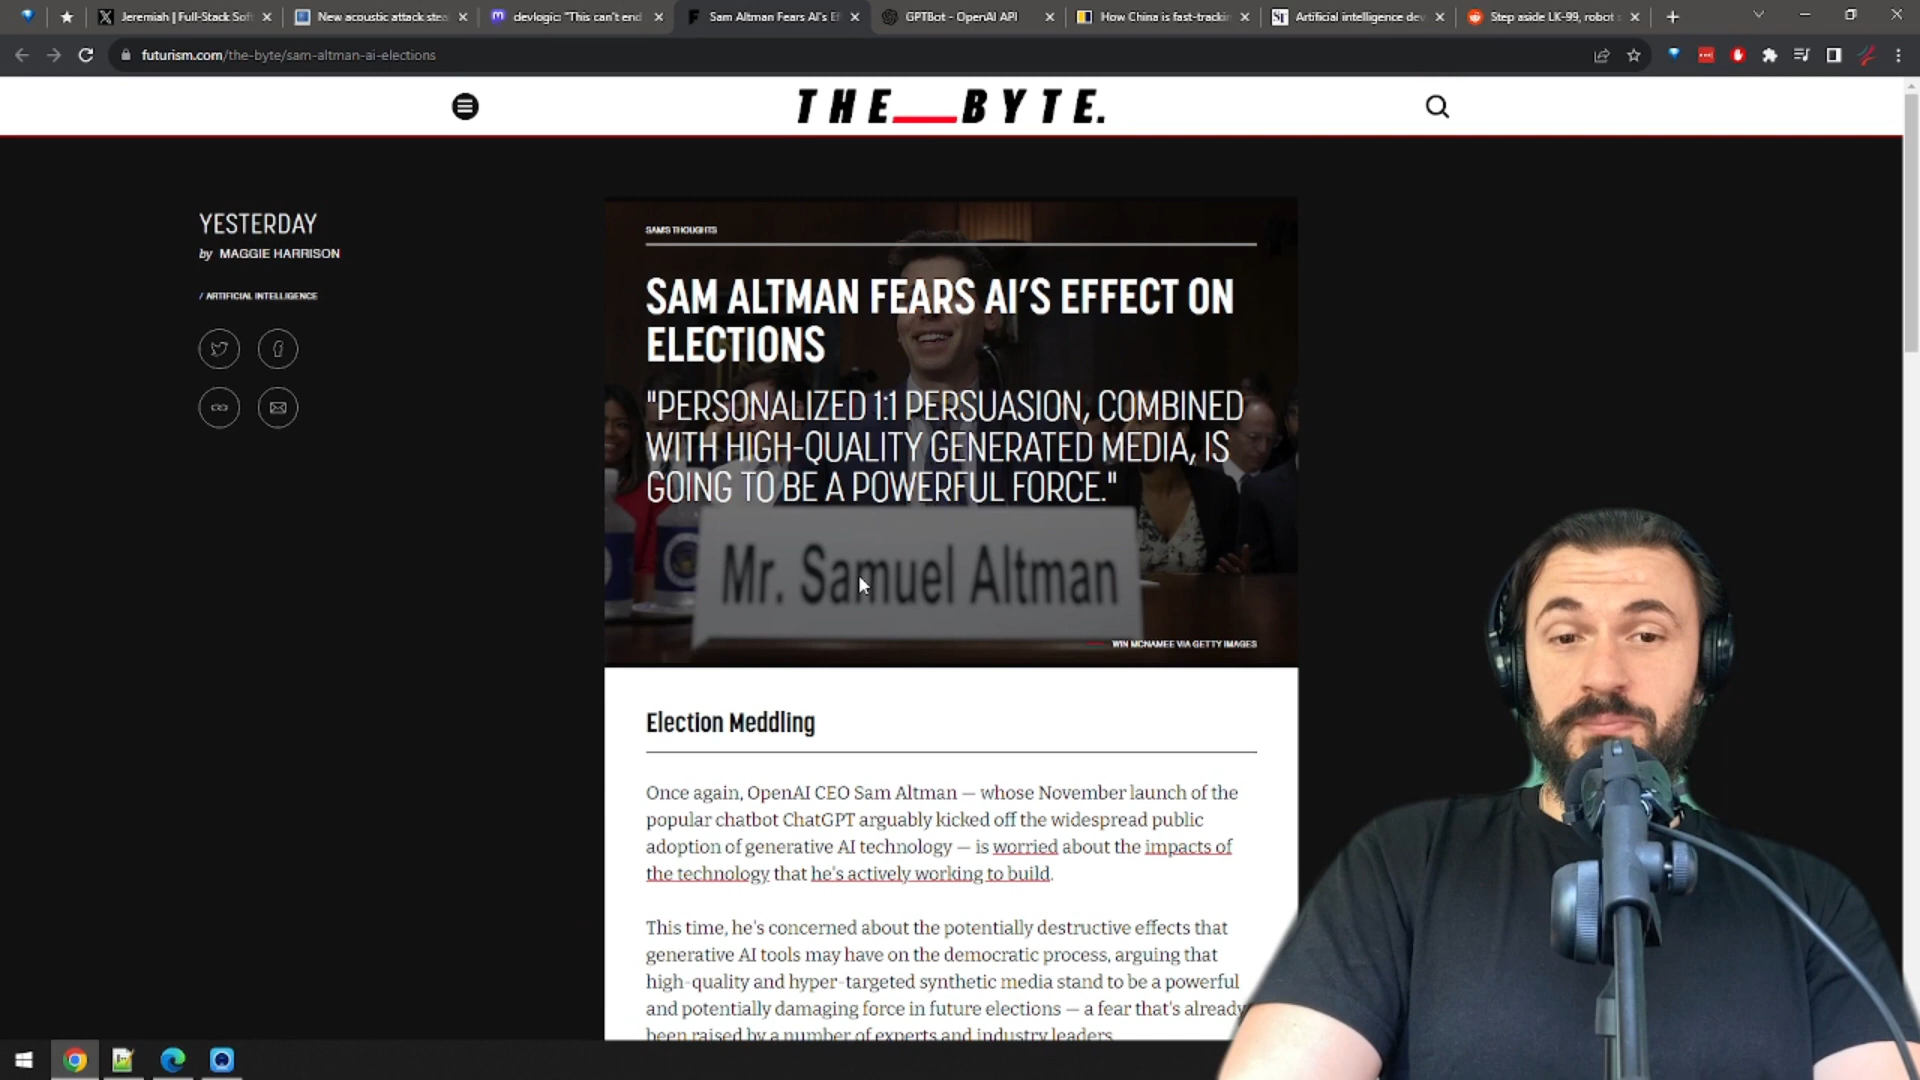 Jeremiah | Full-Stack Soft
New acoustic attack stea
devlogic: "This can't end
Sam Altman Fears AI's Ef
GPTBot - OpenAI API
How China is fast-trackin
Artificial intelligence dev
Step aside LK-99, robot s
futurism.com/the-byte/sam-altman-ai-elections
THE__BYTE.
YESTERDAY
by MAGGIE HARRISON
/ ARTIFICIAL INTELLIGENCE
SAM'S THOUGHTS
SAM ALTMAN FEARS AI'S EFFECT ON
ELECTIONS
"PERSONALIZED 1:1 PERSUASION, COMBINED
WITH HIGH-QUALITY GENERATED MEDIA, IS
GOING TO BE A POWERFUL FORCE."
Mr. Samuel Altman
WIN MCNAMEE VIA GETTY IMAGES
Election Meddling
Once again, OpenAI CEO Sam Altman — whose November launch of the
popular chatbot ChatGPT arguably kicked off the widespread public
adoption of generative AI technology — is worried about the impacts of
the technology that he's actively working to build.
This time, he's concerned about the potentially destructive effects that
generative AI tools may have on the democratic process, arguing that
high-quality and hyper-targeted synthetic media stand to be a powerful
and potentially damaging force in future elections — a fear that's already
been raised by a number of experts and industry leaders.